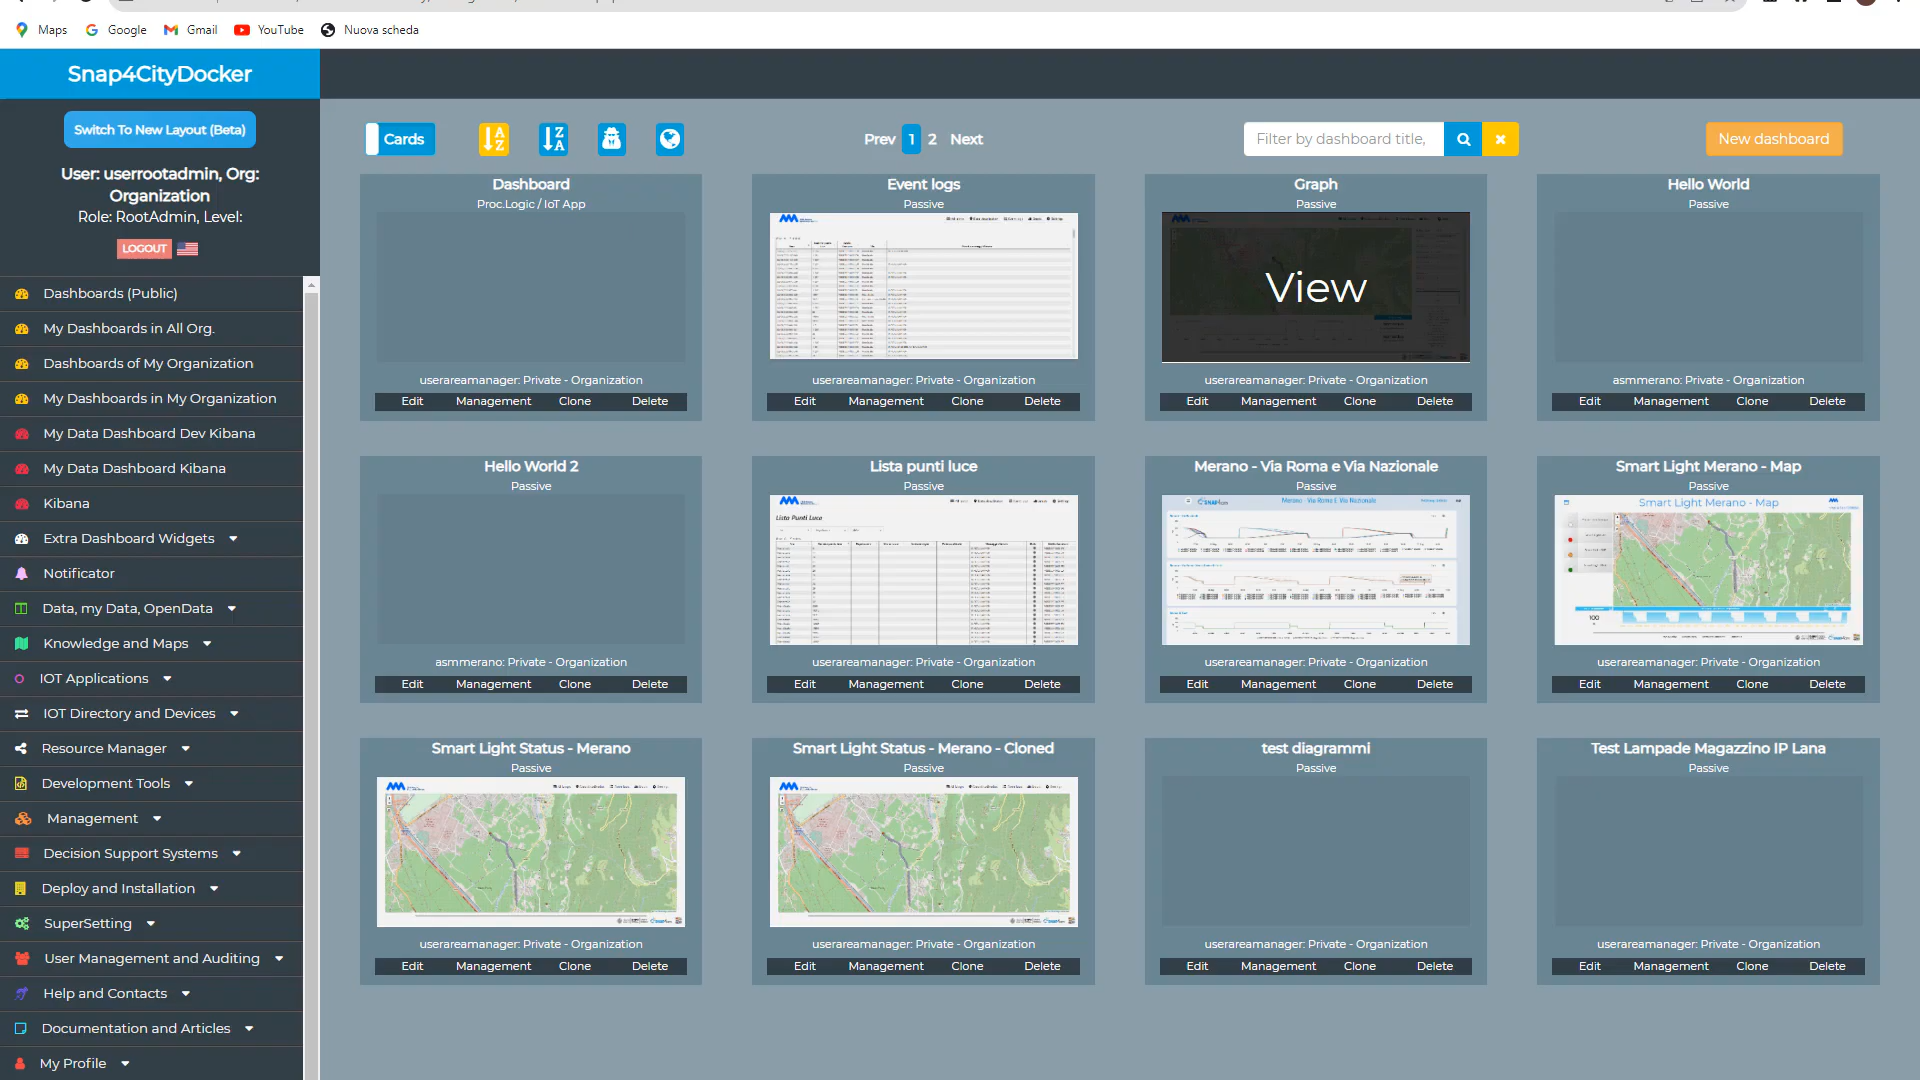 Maps Google Gmail YouTube Nuova scheda
Snap4CityDocker
Switch To New Layout (Beta)
User: userrootadmin, Org:
Organization
Role: RootAdmin, Level:
LOGOUT
Dashboards (Public)
My Dashboards in All Org.
Dashboards of My Organization
My Dashboards in My Organization
My Data Dashboard Dev Kibana
My Data Dashboard Kibana
Kibana
Extra Dashboard Widgets
Notificator
Data, my Data, OpenData
Knowledge and Maps
IOT Applications
IOT Directory and Devices
Resource Manager
Development Tools
Management
Decision Support Systems
Deploy and Installation
SuperSetting
User Management and Auditing
Help and Contacts
Documentation and Articles
My Profile
Cards A Z Z A Prev 1 2 Next Filter by dashboard title, New dashboard
Dashboard
Proc.Logic / IoT App
userareamanager: Private - Organization
Edit Management Clone Delete
Event logs
Passive
userareamanager: Private - Organization
Edit Management Clone Delete
Graph
Passive
View
userareamanager: Private - Organization
Edit Management Clone Delete
Hello World
Passive
asmmerano: Private - Organization
Edit Management Clone Delete
Hello World 2
Passive
asmmerano: Private - Organization
Edit Management Clone Delete
Lista punti luce
Passive
Lista Punti Luce
userareamanager: Private - Organization
Edit Management Clone Delete
Merano - Via Roma e Via Nazionale
Passive
Merano - Via Roma E Via Nazionale
userareamanager: Private - Organization
Edit Management Clone Delete
Smart Light Merano - Map
Passive
Smart Light Merano - Map
100
userareamanager: Private - Organization
Edit Management Clone Delete
Smart Light Status - Merano
Passive
userareamanager: Private - Organization
Edit Management Clone Delete
Smart Light Status - Merano - Cloned
Passive
userareamanager: Private - Organization
Edit Management Clone Delete
test diagrammi
Passive
userareamanager: Private - Organization
Edit Management Clone Delete
Test Lampade Magazzino IP Lana
Passive
userareamanager: Private - Organization
Edit Management Clone Delete